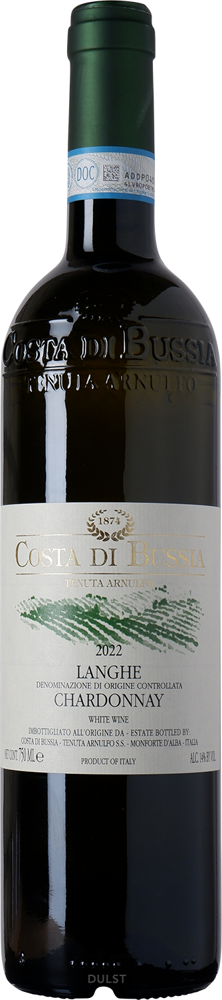 DOC
COSTA DI BUSSIA
TENUTA ARNULFO
1874
COSTA DI BUSSIA
TENUTA ARNULFO
2022
LANGHE
DENOMINAZIONE DI ORIGINE CONTROLLATA
CHARDONNAY
WHITE WINE
IMBOTTIGLIATO ALL'ORIGINE DA - ESTATE BOTTLED BY:
COSTA DI BUSSIA - TENUTA ARNULFO S.S. - MONFORTE D'ALBA - ITALIA
NET CONT. 750 ML e
PRODUCT OF ITALY
ALC. 14% BY VOL.
DULST